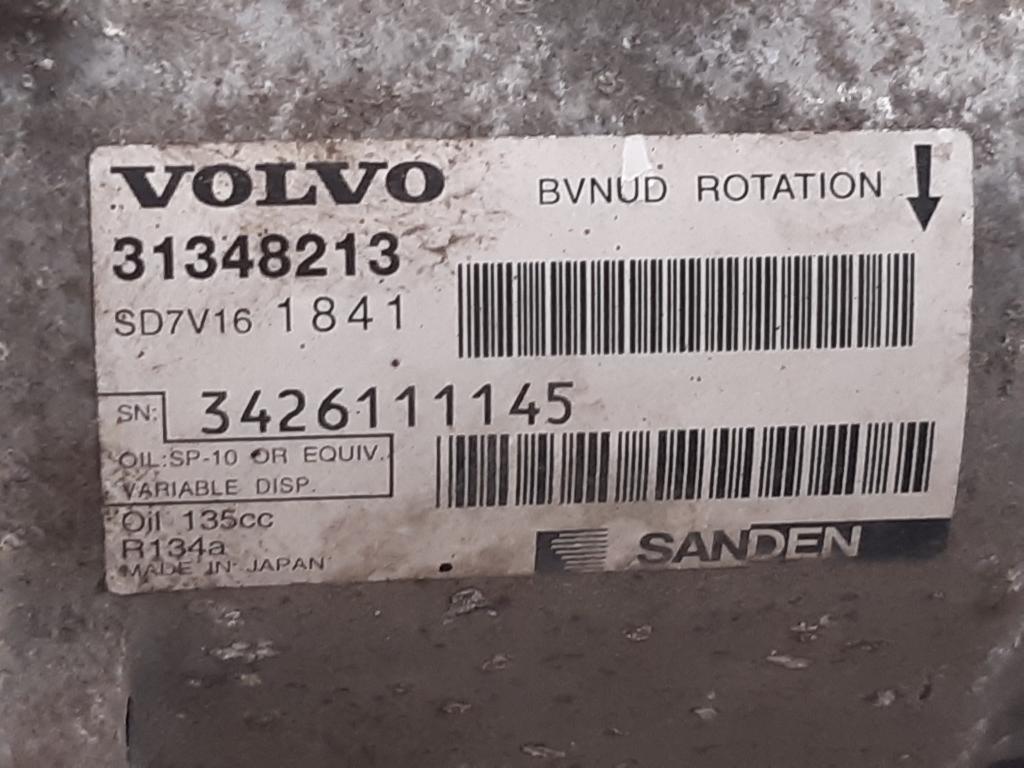 VOLVO
BVNUD ROTATION
31348213
SD7V16 1841
SN: 3426111145
OIL:SP-10 OR EQUIV.
VARIABLE DISP.
Oil 135cc
R134a
MADE IN JAPAN
SANDEN